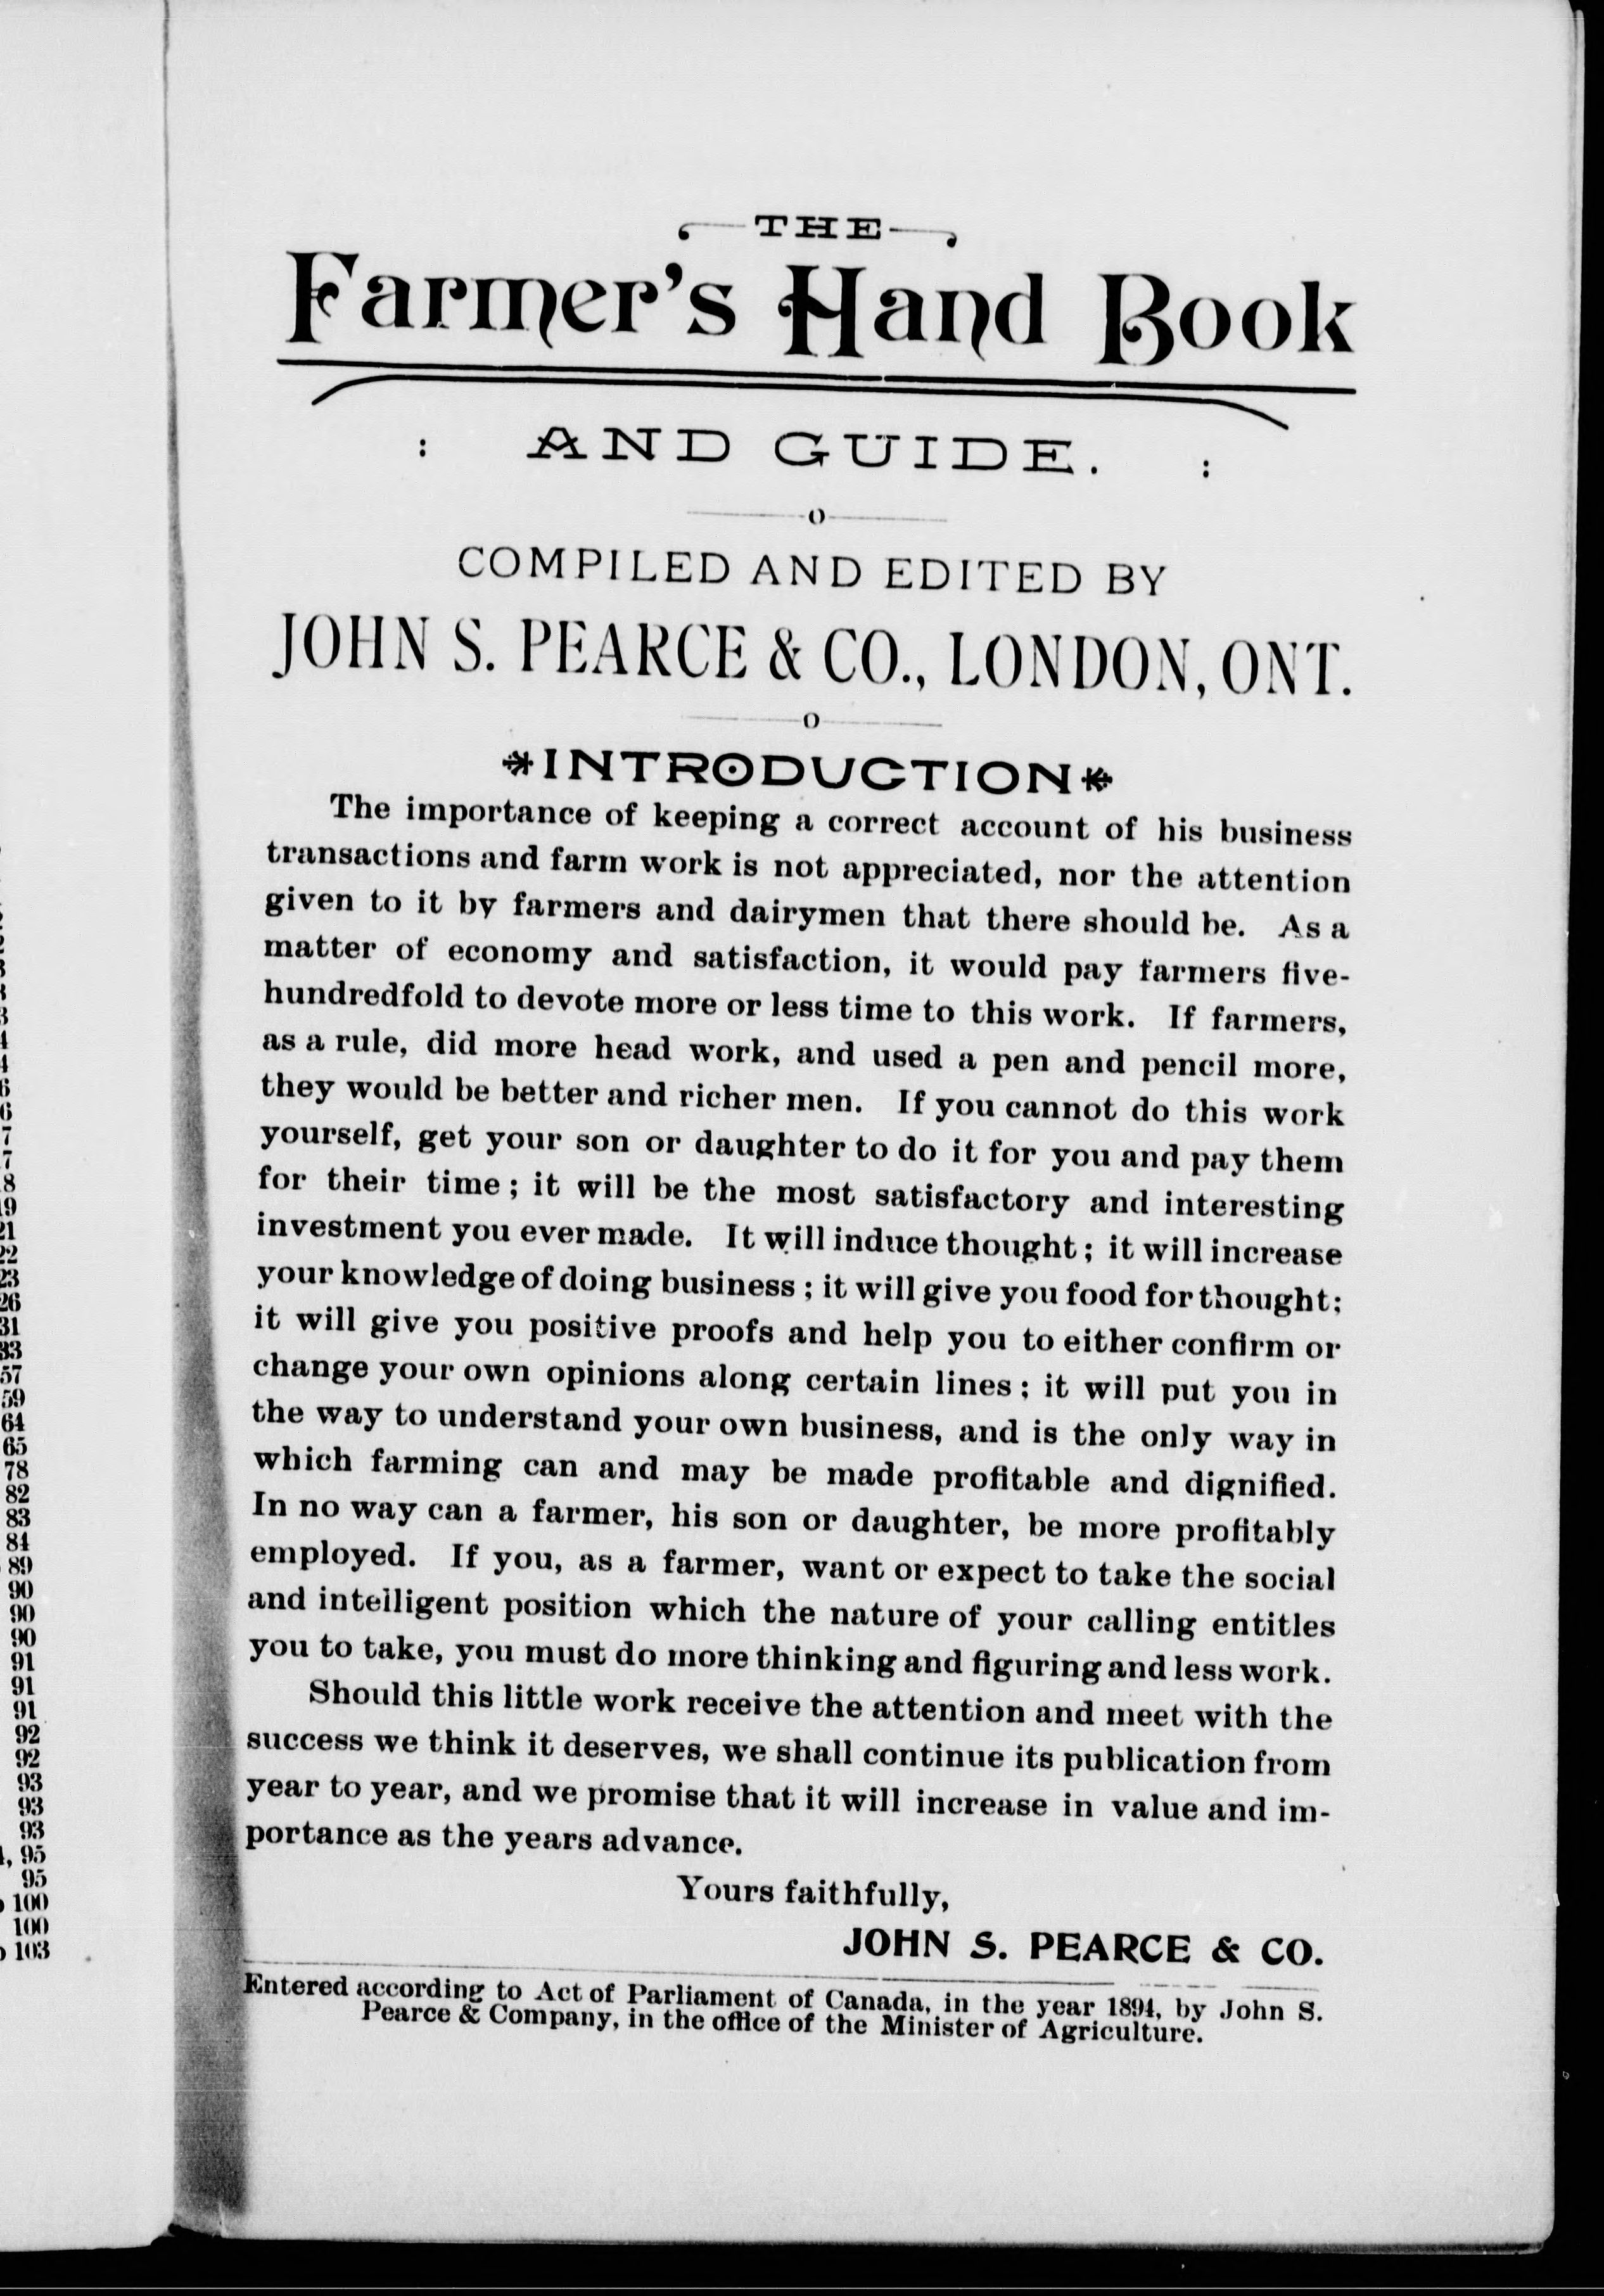 THE
Farmer's Hand Book
: AND GUIDE. :
o
COMPILED AND EDITED BY
JOHN S. PEARCE & CO., LONDON, ONT.
o
INTRODUCTION
The importance of keeping a correct account of his business
transactions and farm work is not appreciated, nor the attention
given to it by farmers and dairymen that there should be. As a
matter of economy and satisfaction, it would pay farmers five-
hundredfold to devote more or less time to this work. If farmers,
as a rule, did more head work, and used a pen and pencil more,
they would be better and richer men. If you cannot do this work
yourself, get your son or daughter to do it for you and pay them
for their time ; it will be the most satisfactory and interesting
investment you ever made. It will induce thought ; it will increase
your knowledge of doing business ; it will give you food for thought ;
it will give you positive proofs and help you to either confirm or
change your own opinions along certain lines ; it will put you in
the way to understand your own business, and is the only way in
which farming can and may be made profitable and dignified.
In no way can a farmer, his son or daughter, be more profitably
employed. If you, as a farmer, want or expect to take the social
and intelligent position which the nature of your calling entitles
you to take, you must do more thinking and figuring and less work.
Should this little work receive the attention and meet with the
success we think it deserves, we shall continue its publication from
year to year, and we promise that it will increase in value and im-
portance as the years advance.
Yours faithfully,
JOHN S. PEARCE & CO.
Entered according to Act of Parliament of Canada, in the year 1894, by John S.
Pearce & Company, in the office of the Minister of Agriculture.